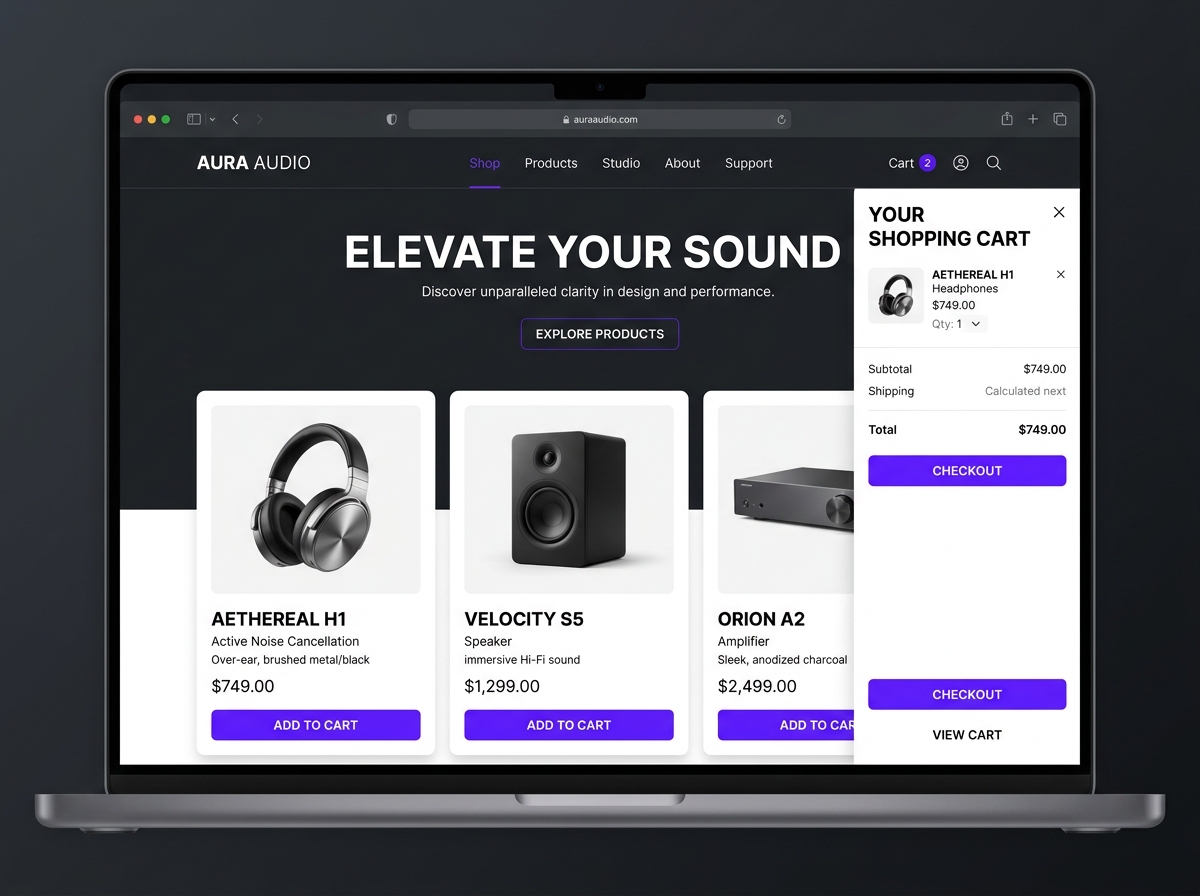 auraaudio.com
AURA AUDIO
Shop
Products
Studio
About
Support
Cart 2
ELEVATE YOUR SOUND
Discover unparalleled clarity in design and performance.
EXPLORE PRODUCTS
AETHEREAL H1
Active Noise Cancellation
Over-ear, brushed metal/black
$749.00
ADD TO CART
VELOCITY S5
Speaker
immersive Hi-Fi sound
$1,299.00
ADD TO CART
ORION A2
Amplifier
Sleek, anodized charcoal
$2,499.00
ADD TO CAR
YOUR
SHOPPING CART
AETHEREAL H1
Headphones
$749.00
Qty: 1
Subtotal $749.00
Shipping Calculated next
Total $749.00
CHECKOUT
CHECKOUT
VIEW CART